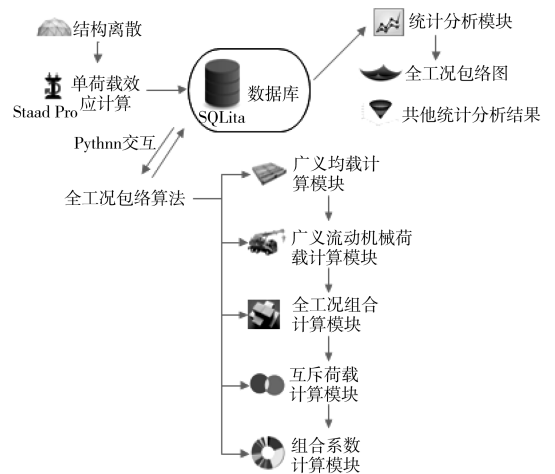 结构离散
单荷载效
应计算
Staad Pro
数据库
SQLita
统计分析模块
全工况包络图
共他统计分析结果
Pythnn交互
全工况包络算法
广义均载计
算模块
广义流动机械荷
载计算模块
全工况组合
计算模块
互斥荷载
计算模块
组合系数
计算模块